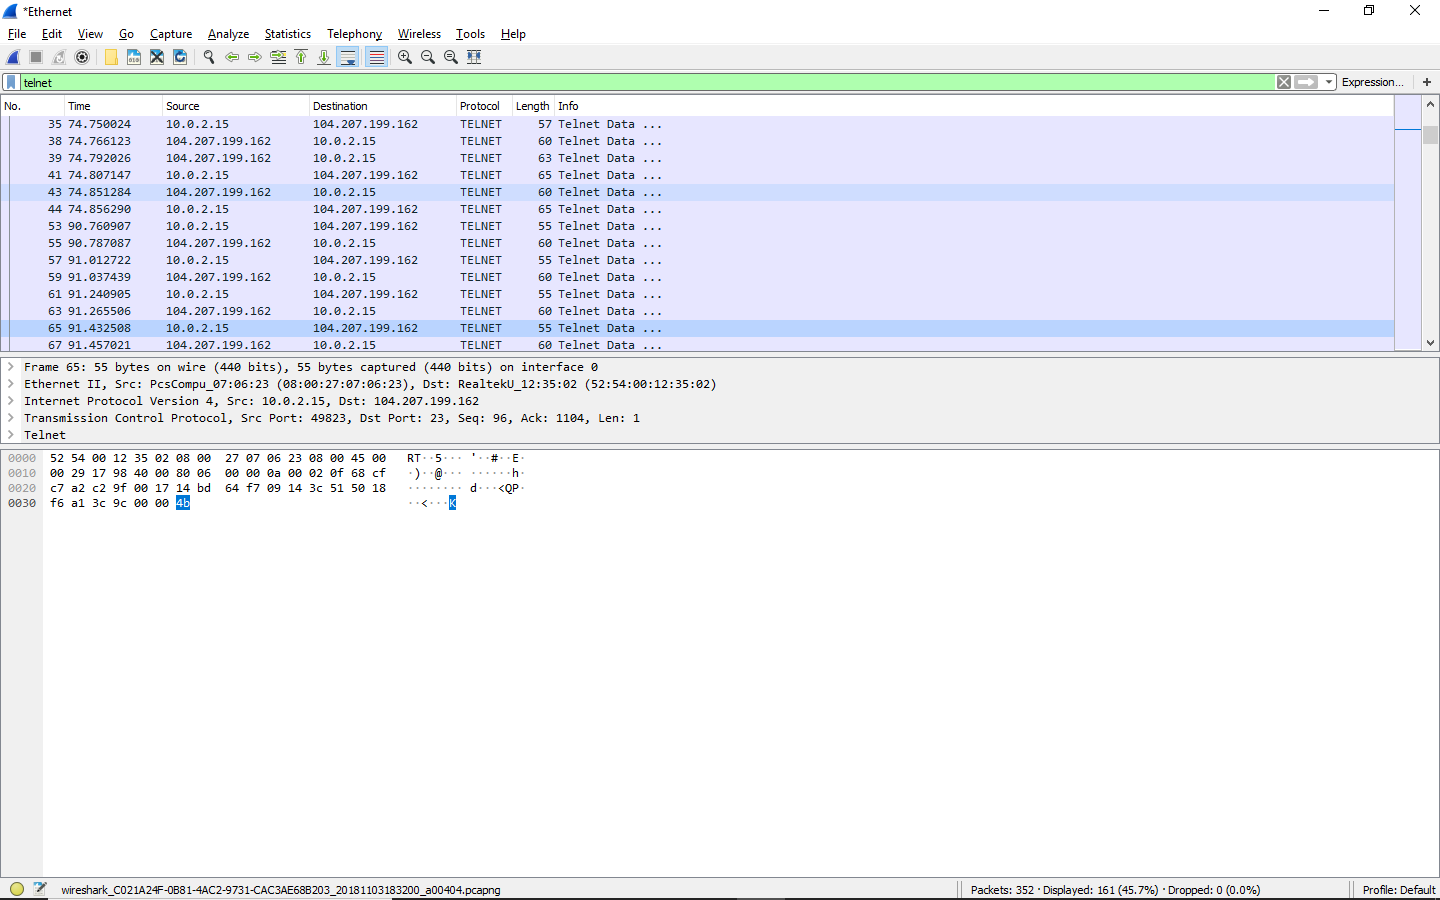 *Ethernet
File Edit View Go Capture Analyze Statistics Telephony Wireless Tools Help
telnet Expression... +
No. Time Source Destination Protocol Length Info
35 74.750024 10.0.2.15 104.207.199.162 TELNET 57 Telnet Data ...
38 74.766123 104.207.199.162 10.0.2.15 TELNET 60 Telnet Data ...
39 74.792026 104.207.199.162 10.0.2.15 TELNET 63 Telnet Data ...
41 74.807147 10.0.2.15 104.207.199.162 TELNET 65 Telnet Data ...
43 74.851284 104.207.199.162 10.0.2.15 TELNET 60 Telnet Data ...
44 74.856290 10.0.2.15 104.207.199.162 TELNET 65 Telnet Data ...
53 90.760907 10.0.2.15 104.207.199.162 TELNET 55 Telnet Data ...
55 90.787087 104.207.199.162 10.0.2.15 TELNET 60 Telnet Data ...
57 91.012722 10.0.2.15 104.207.199.162 TELNET 55 Telnet Data ...
59 91.037439 104.207.199.162 10.0.2.15 TELNET 60 Telnet Data ...
61 91.240905 10.0.2.15 104.207.199.162 TELNET 55 Telnet Data ...
63 91.265506 104.207.199.162 10.0.2.15 TELNET 60 Telnet Data ...
65 91.432508 10.0.2.15 104.207.199.162 TELNET 55 Telnet Data ...
67 91.457021 104.207.199.162 10.0.2.15 TELNET 60 Telnet Data ...
Frame 65: 55 bytes on wire (440 bits), 55 bytes captured (440 bits) on interface 0
Ethernet II, Src: PcsCompu_07:06:23 (08:00:27:07:06:23), Dst: RealtekU_12:35:02 (52:54:00:12:35:02)
Internet Protocol Version 4, Src: 10.0.2.15, Dst: 104.207.199.162
Transmission Control Protocol, Src Port: 49823, Dst Port: 23, Seq: 96, Ack: 1104, Len: 1
Telnet
0000 52 54 00 12 35 02 08 00 27 07 06 23 08 00 45 00 RT··5··· '··#··E·
0010 00 29 17 98 40 00 80 06 00 00 0a 00 02 0f 68 cf ·)··@··· ······h·
0020 c7 a2 c2 9f 00 17 14 bd 64 f7 09 14 3c 51 50 18 ········ d···<QP·
0030 f6 a1 3c 9c 00 00 4b ··<···K
wireshark_C021A24F-0B81-4AC2-9731-CAC3AE68B203_20181103183200_a00404.pcapng Packets: 352 · Displayed: 161 (45.7%) · Dropped: 0 (0.0%) Profile: Default